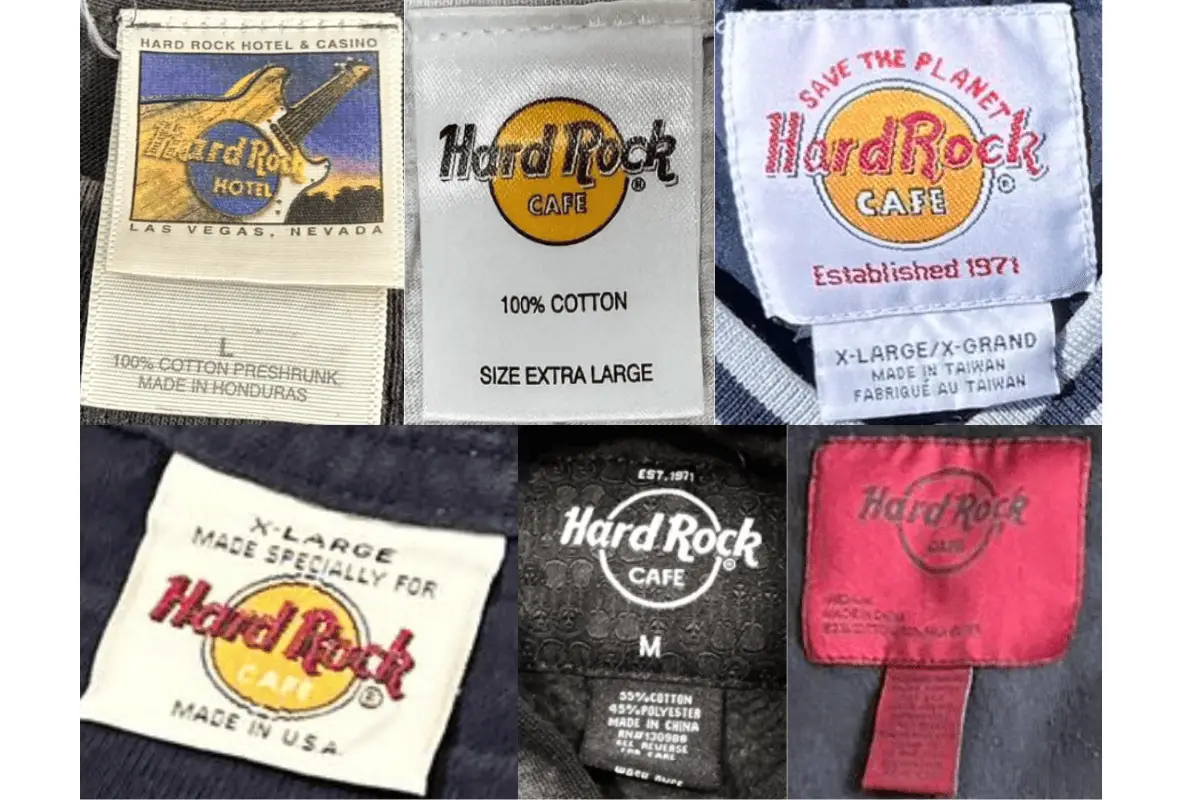 HARD ROCK HOTEL & CASINO
Hard Rock
HOTEL
LAS VEGAS, NEVADA
L
100% COTTON PRESHRUNK
MADE IN HONDURAS
Hard Rock
CAFE
®
100% COTTON
SIZE EXTRA LARGE
SAVE THE PLANET
Hard Rock
CAFE
®
Established 1971
X-LARGE/X-GRAND
MADE IN TAIWAN
FABRIQUÉ AU TAIWAN
X-LARGE
MADE SPECIALLY FOR
Hard Rock
CAFE
®
MADE IN U.S.A.
EST.1971
Hard Rock
CAFE
®
M
55%COTTON
45%POLYESTER
MADE IN CHINA
RN#130988
ALL REVERSE
FOR CARE
Hard Rock
CAFE
MADE IN CHINA